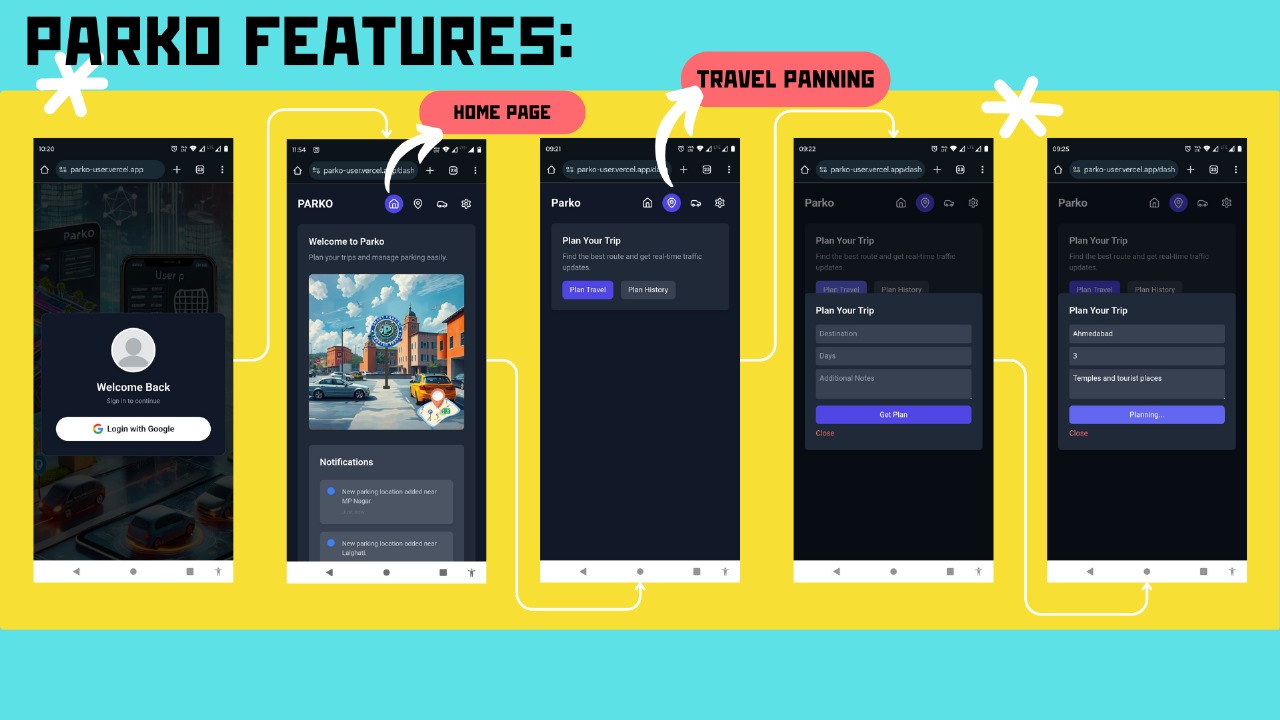 PARKO FEATURES:
HOME PAGE
TRAVEL PANNING
10:20
parko-user.vercel.app
Parko
User p
Welcome Back
Sign in to continue
Login with Google
11:54
parko-user.vercel.app/dash
PARKO
Welcome to Parko
Plan your trips and manage parking easily.
P
Notifications
New parking location added near
MP Nagar.
New parking location added near
Lalghati.
09:21
parko-user.vercel.app/dash
Parko
Plan Your Trip
Find the best route and get real-time traffic
updates.
Plan Travel
Plan History
09:22
parko-user.vercel.app/dash
Parko
Plan Your Trip
Find the best route and get real-time traffic
updates.
Plan Travel
Plan History
Plan Your Trip
Destination
Days
Additional Notes
Get Plan
Close
09:25
parko-user.vercel.app/dash
Parko
Plan Your Trip
Find the best route and get real-time traffic
updates.
Plan Travel
Plan History
Plan Your Trip
Ahmedabad
3
Temples and tourist places
Planning...
Close